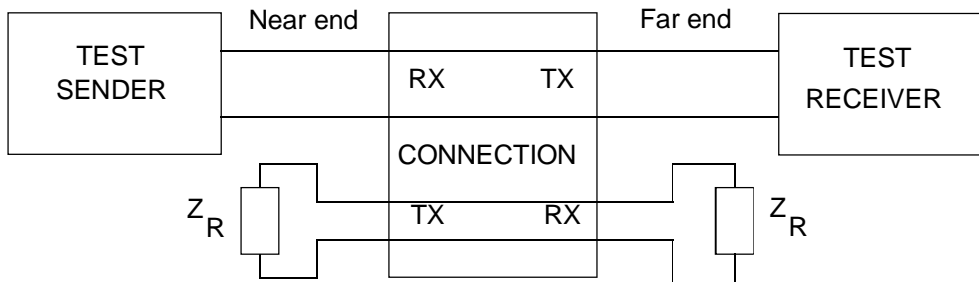 Near end
Far end
TEST
SENDER
RX TX
TEST
RECEIVER
CONNECTION
Z R
TX RX
Z R